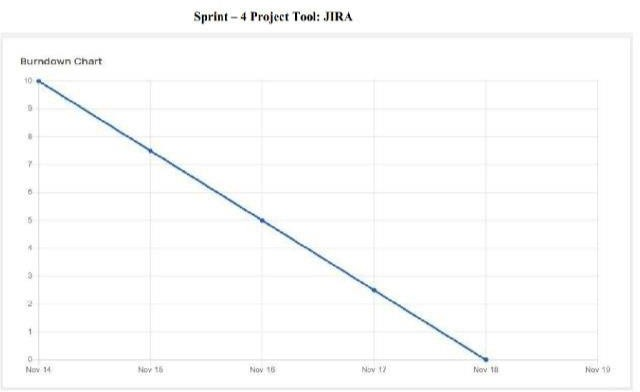 Sprint – 4 Project Tool: JIRA
Burndown Chart
10
9
8
7
6
5
4
3
2
1
0
Nov 14
Nov 15
Nov 16
Nov 17
Nov 18
Nov 19